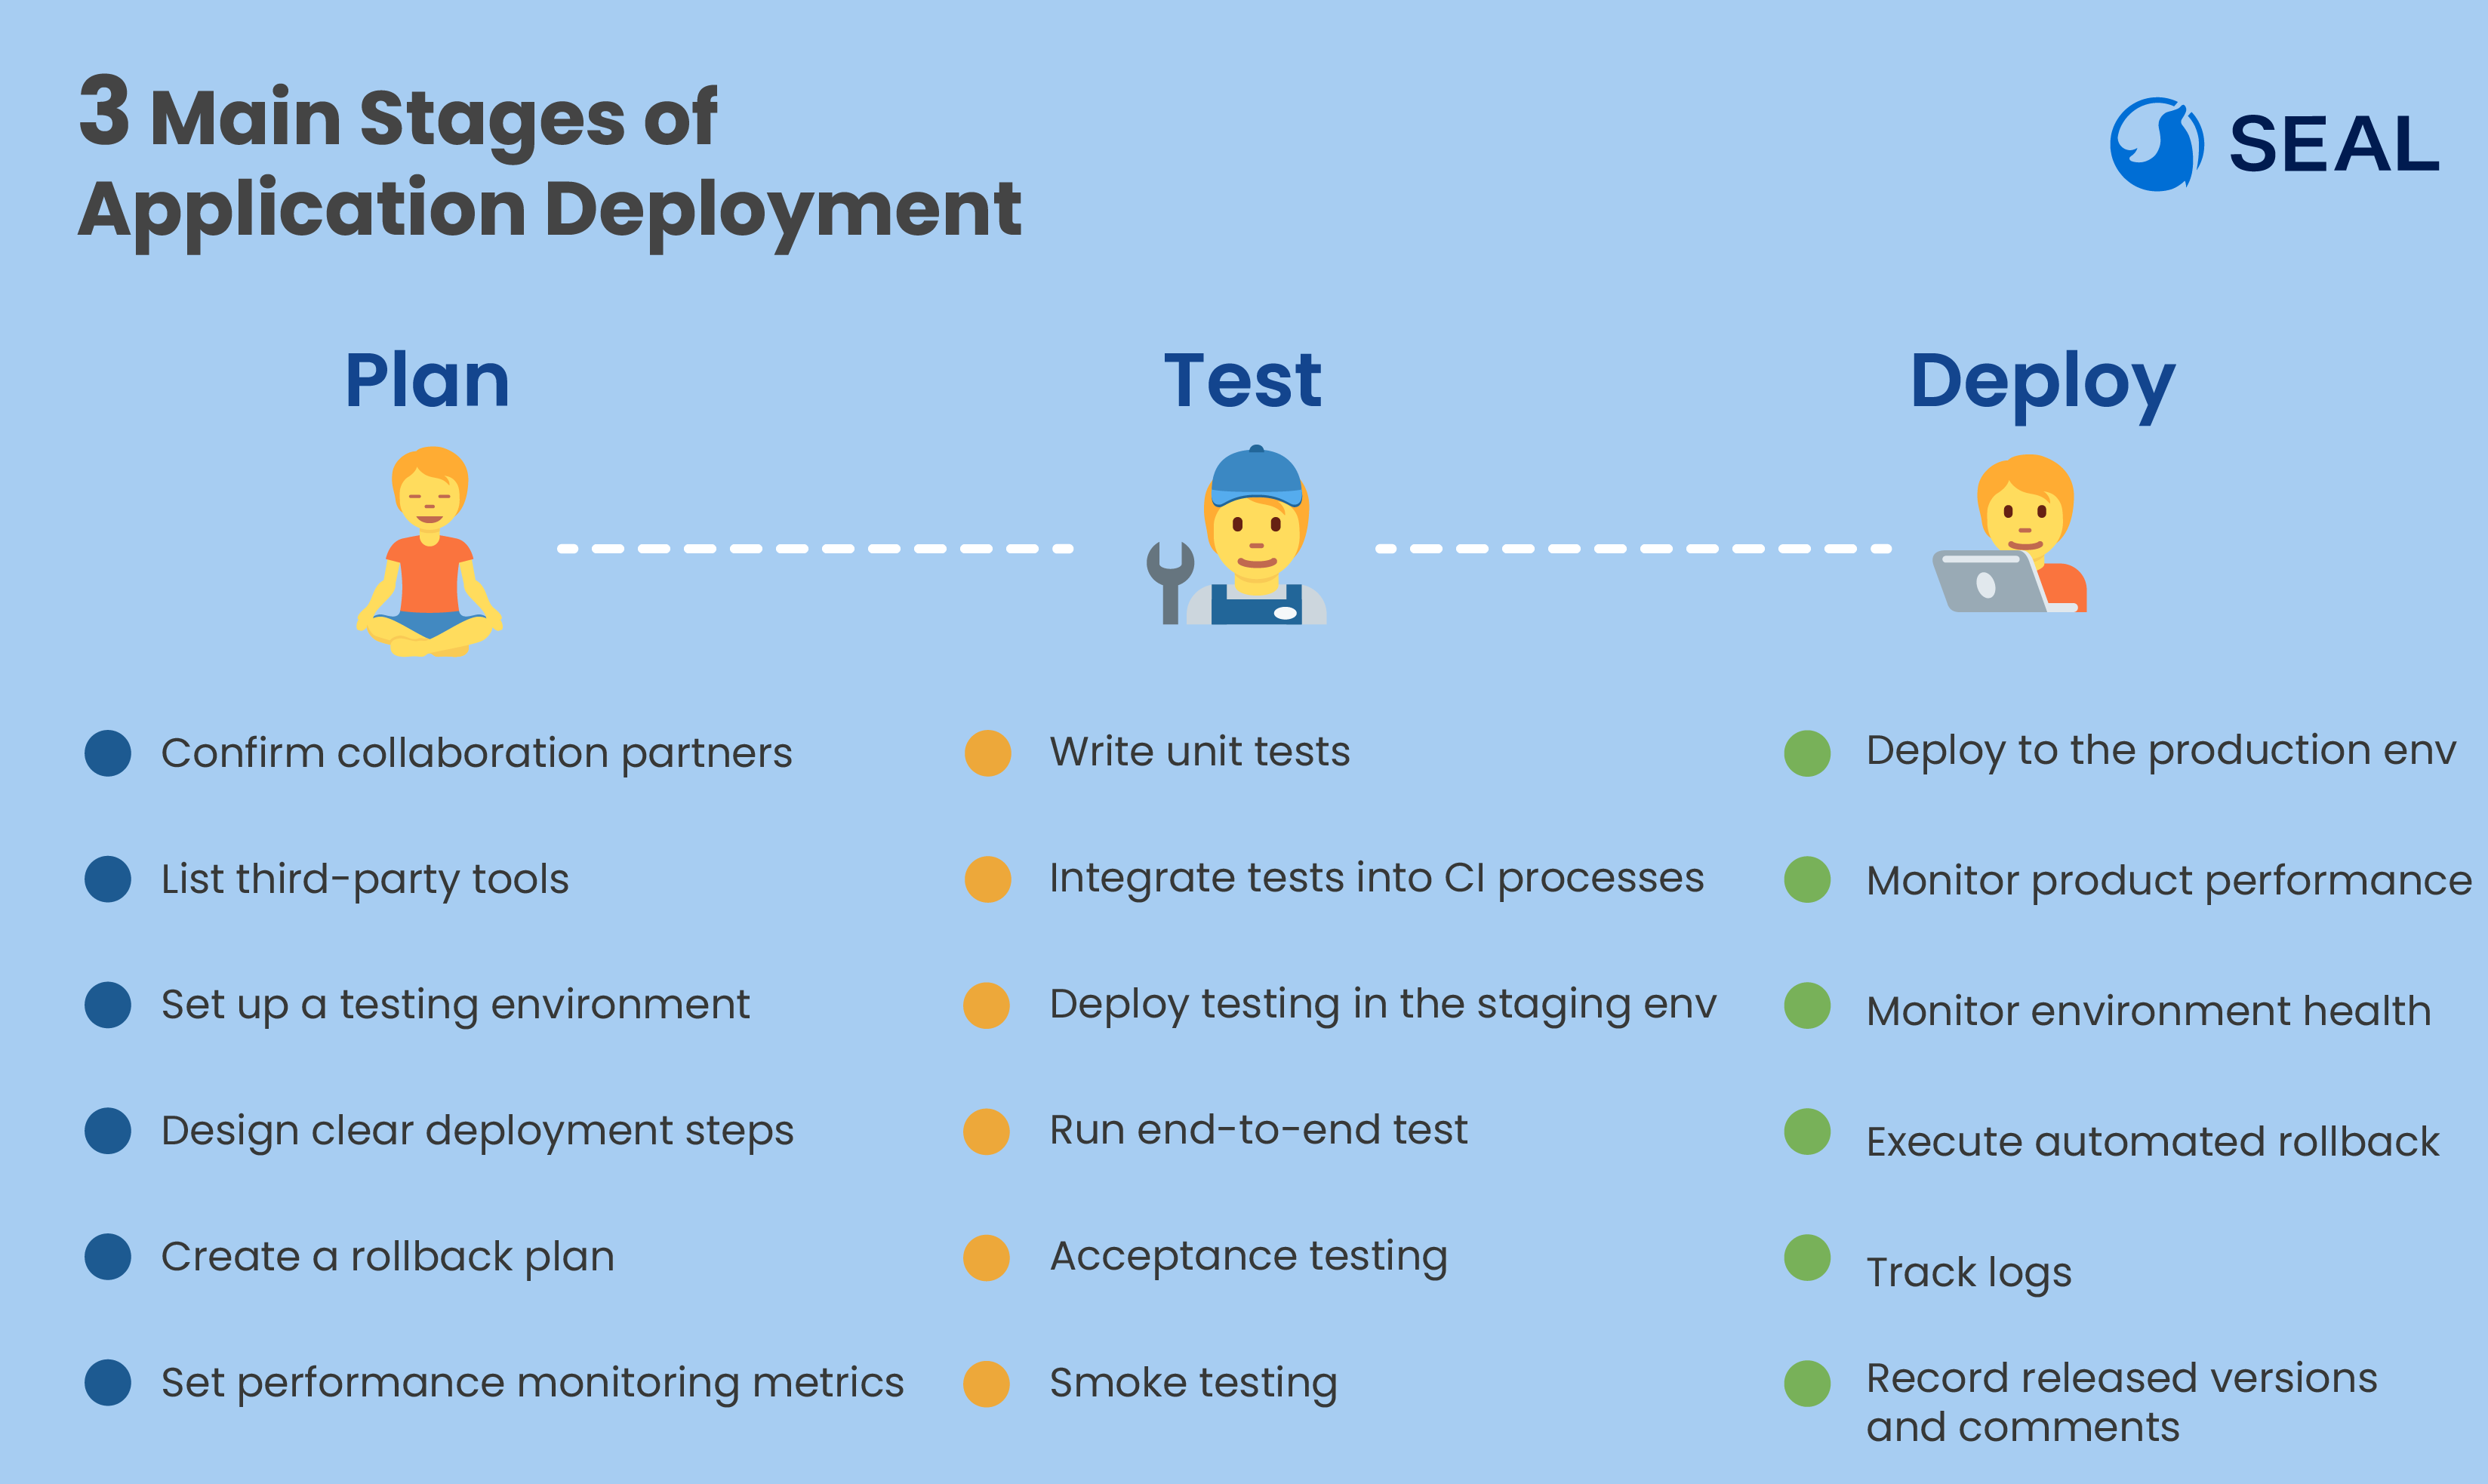 3 Main Stages of
Application Deployment
SEAL
Plan
Test
Deploy
Confirm collaboration partners
List third-party tools
Set up a testing environment
Design clear deployment steps
Create a rollback plan
Set performance monitoring metrics
Write unit tests
Integrate tests into CI processes
Deploy testing in the staging env
Run end-to-end test
Acceptance testing
Smoke testing
Deploy to the production env
Monitor product performance
Monitor environment health
Execute automated rollback
Track logs
Record released versions
and comments